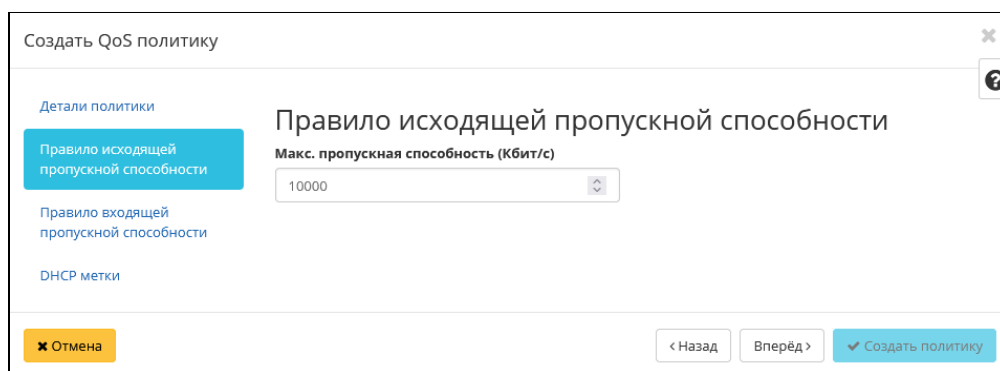 Создать QoS политику
Детали политики
Правило исходящей
пропускной способности
Правило входящей
пропускной способности
DHCP метки
Правило исходящей пропускной способности
Макс. пропускная способность (Кбит/с)
10000
Отмена
Назад
Вперёд
Создать политику